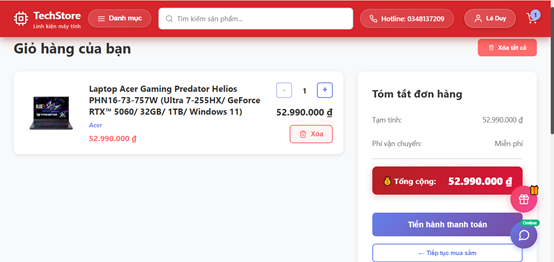 TechStore
Linh kiện máy tính
Danh mục
Tìm kiếm sản phẩm...
Hotline: 0348137209
Lê Duy
1
Giỏ hàng của bạn
Xóa tất cả
Laptop Acer Gaming Predator Helios
PHN16-73-757W (Ultra 7-255HX/ GeForce
RTX™ 5060/ 32GB/ 1TB/ Windows 11)
Acer
52.990.000 ₫
- 1 +
52.990.000 ₫
Xóa
Tóm tắt đơn hàng
Tạm tính: 52.990.000 ₫
Phí vận chuyển: Miễn phí
Tổng cộng: 52.990.000 ₫
Tiến hành thanh toán
Online
← Tiếp tục mua sắm